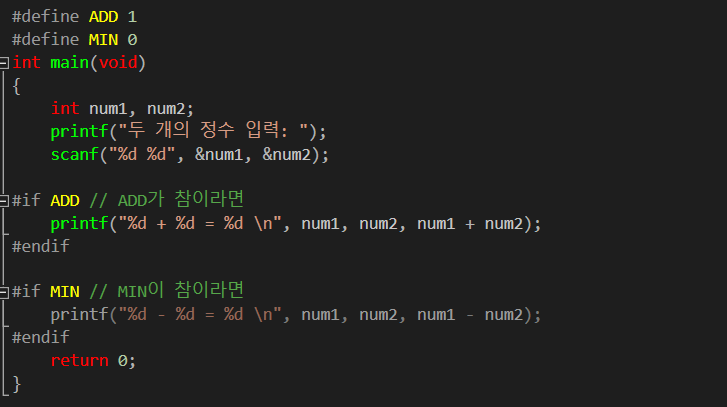 #define ADD 1
#define MIN 0
int main(void)
{
    int num1, num2;
    printf("두 개의 정수 입력: ");
    scanf("%d %d", &num1, &num2);

#if ADD // ADD가 참이라면
    printf("%d + %d = %d \n", num1, num2, num1 + num2);
#endif

#if MIN // MIN이 참이라면
    printf("%d - %d = %d \n", num1, num2, num1 - num2);
#endif
    return 0;
}